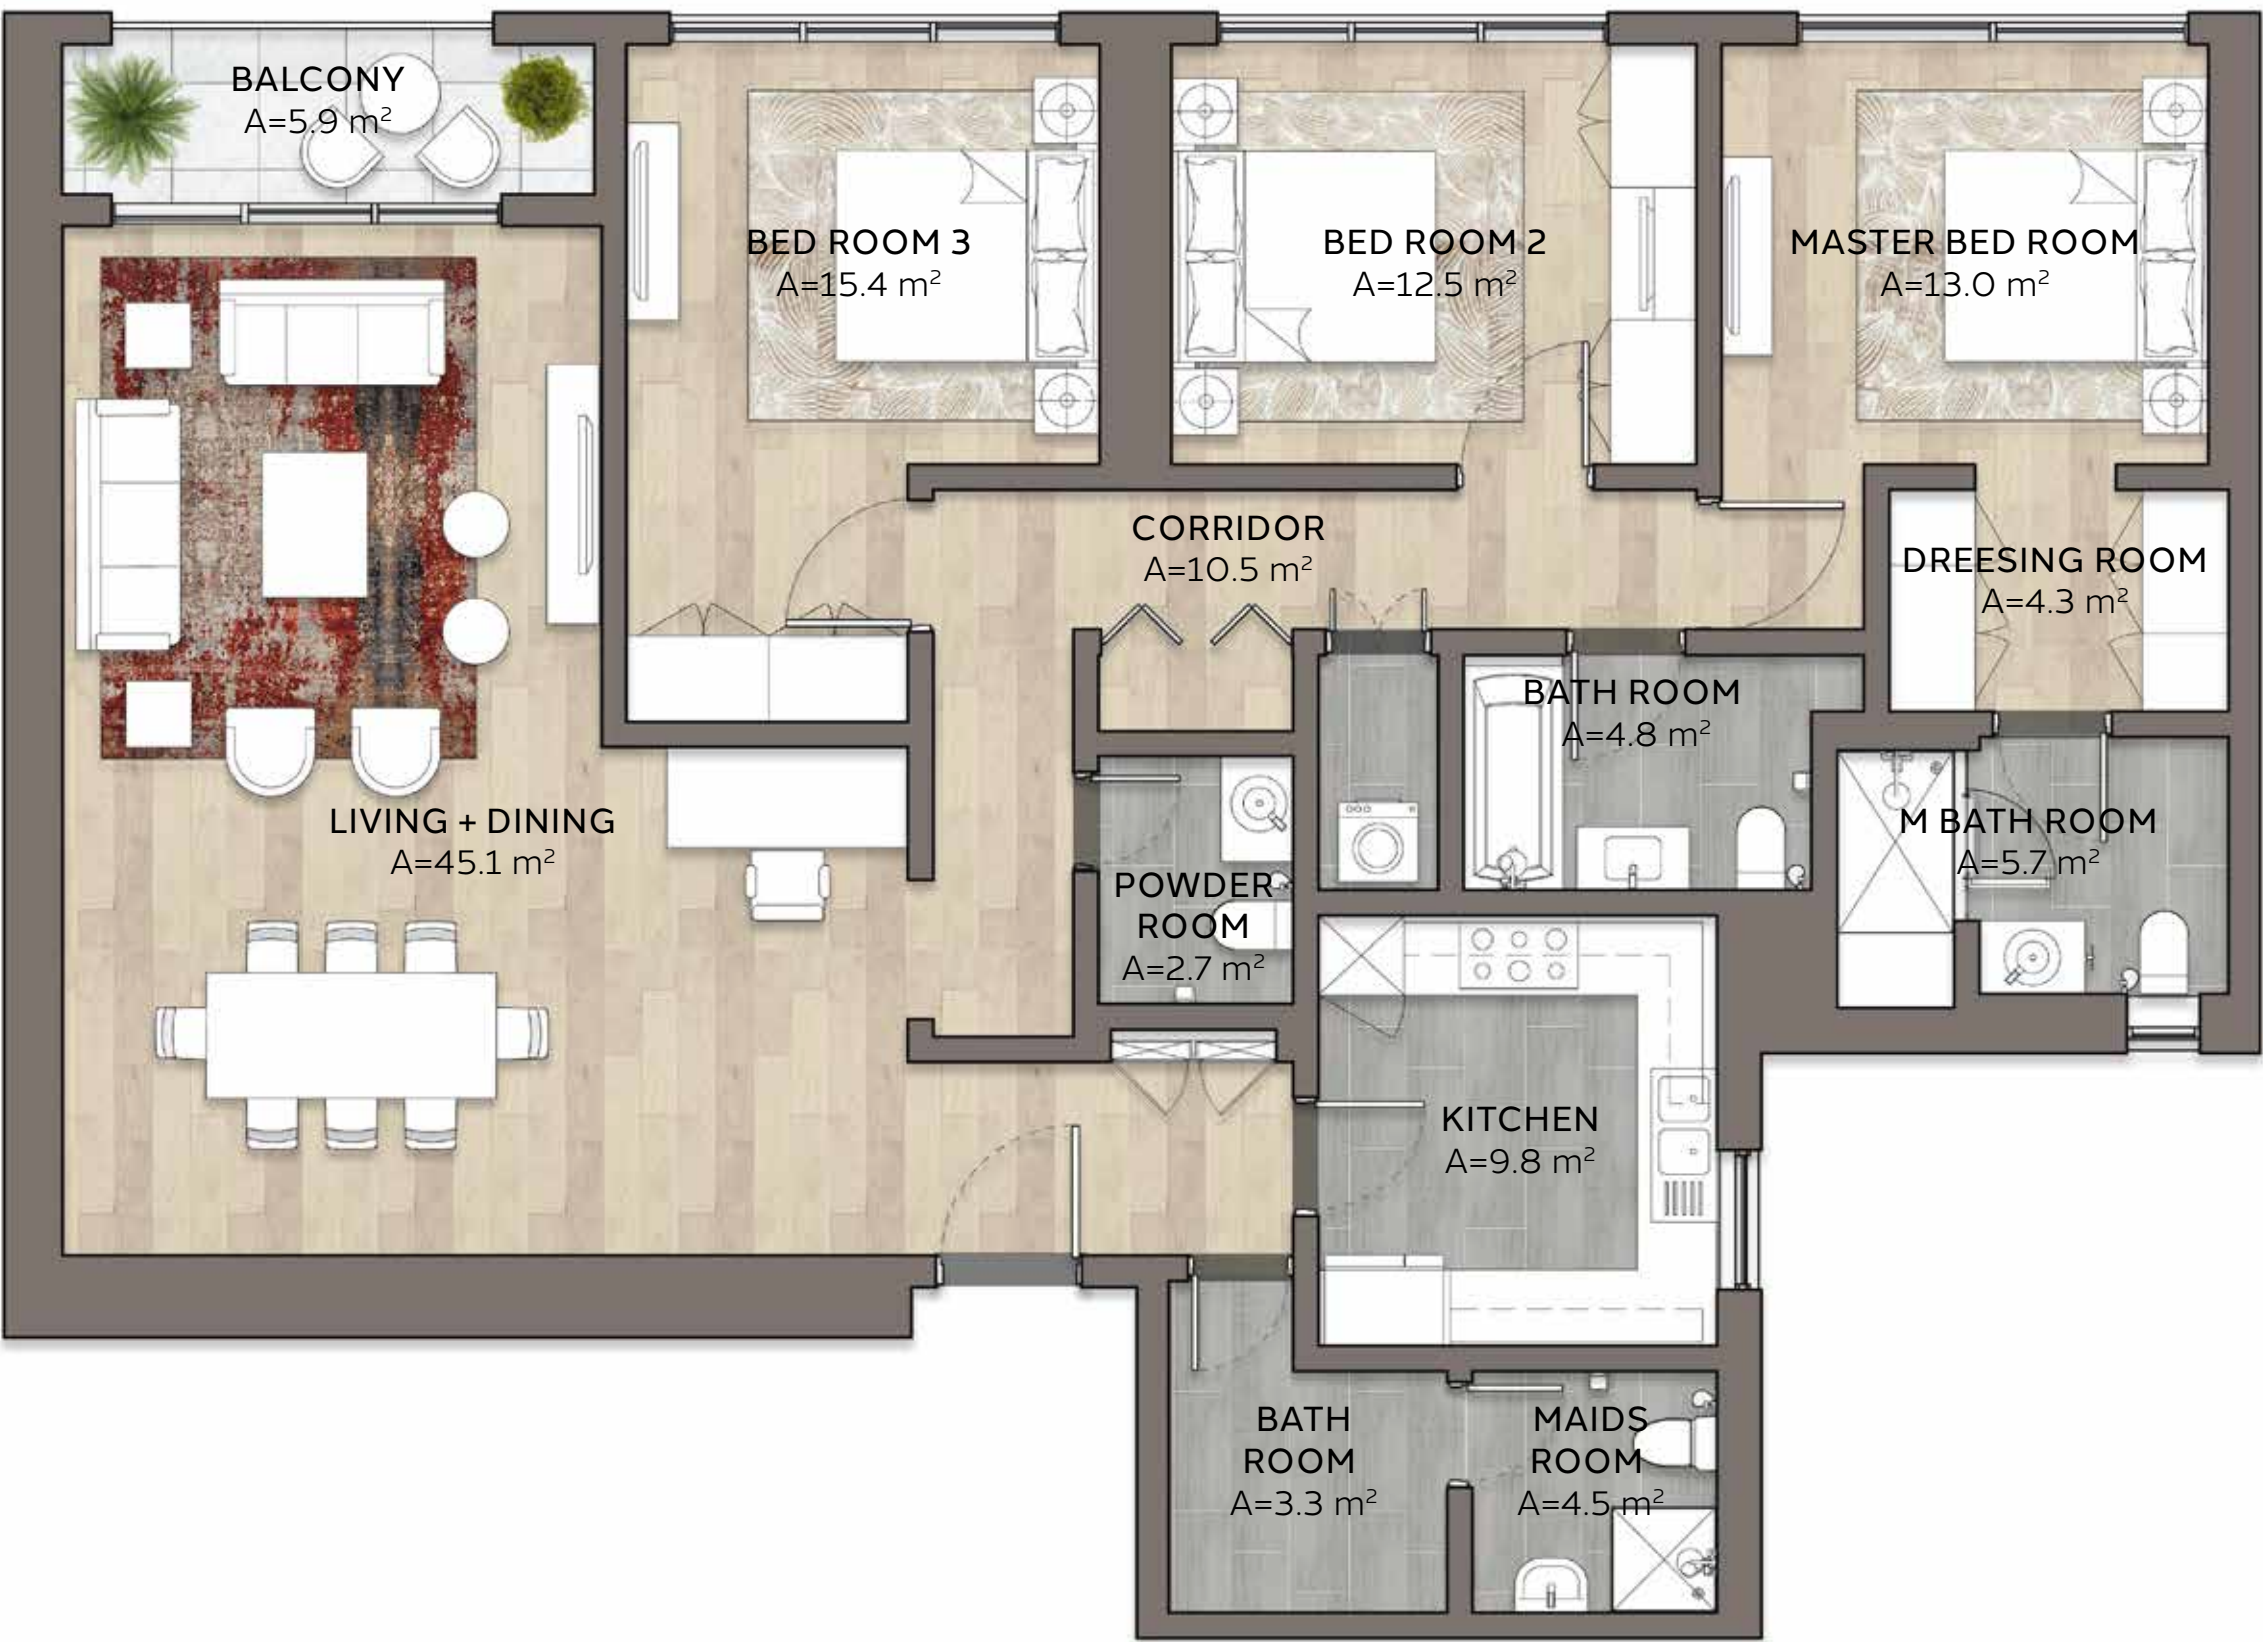 BALCONY
A=5.9 m²
BED ROOM 3
A=15.4 m²
BED ROOM 2
A=12.5 m²
MASTER BED ROOM
A=13.0 m²
CORRIDOR
A=10.5 m²
DREESING ROOM
A=4.3 m²
BATH ROOM
A=4.8 m²
LIVING + DINING
A=45.1 m²
POWDER
ROOM
A=2.7 m²
M BATH ROOM
A=5.7 m²
KITCHEN
A=9.8 m²
BATH
ROOM
A=3.3 m²
MAIDS
ROOM
A=4.5 m²